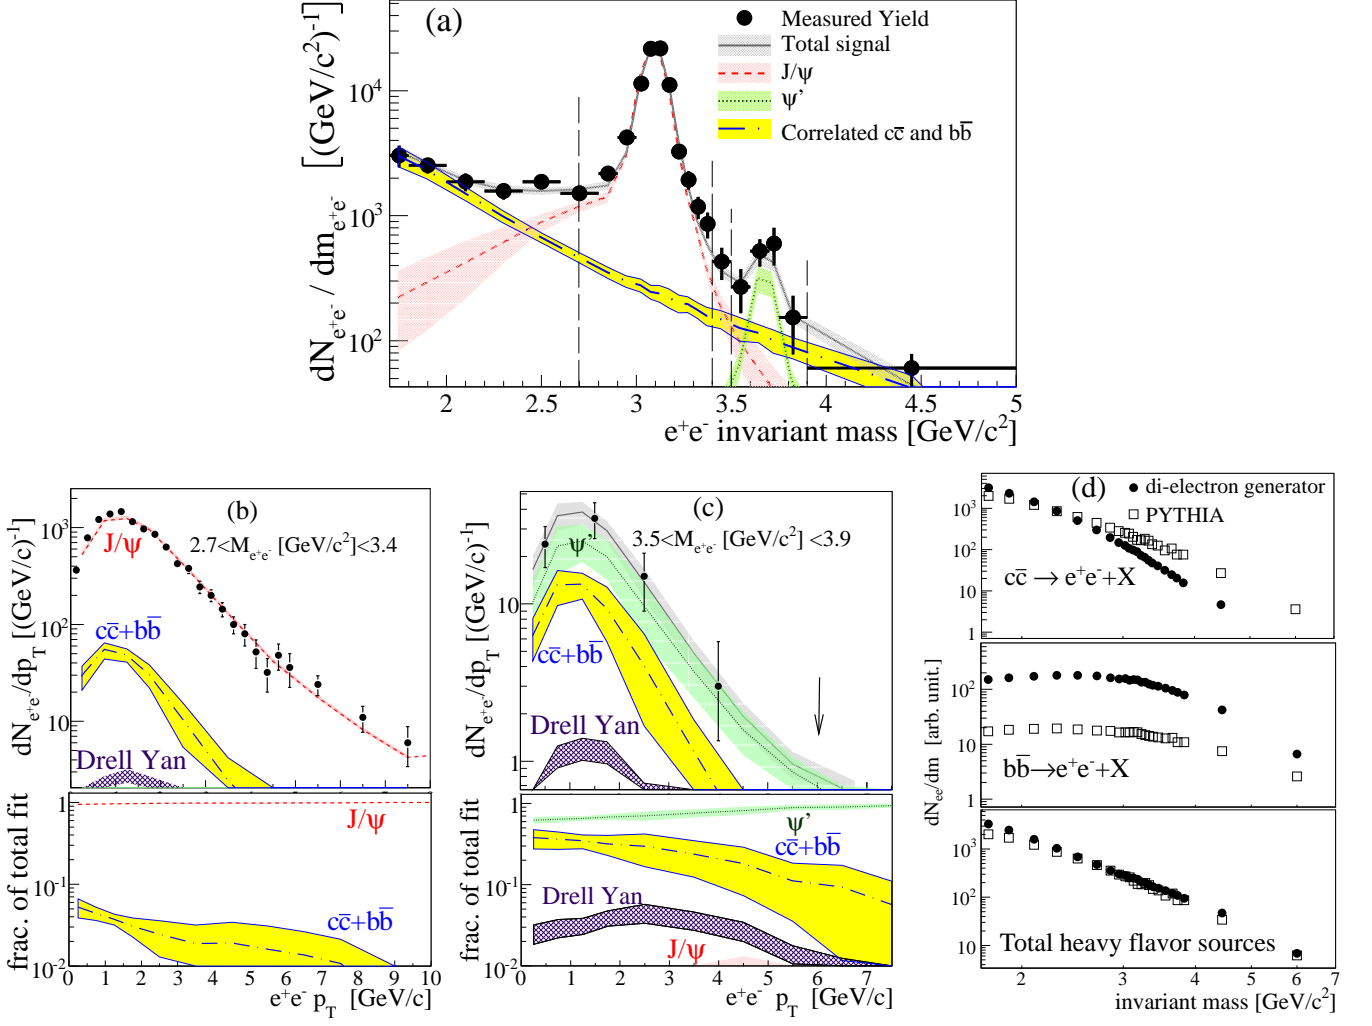 (a)
Measured Yield
Total signal
J/ψ
ψ’
Correlated cc̅ and bb̅
dN_{e⁺e⁻} / dm_{e⁺e⁻} [(GeV/c²)⁻¹]
10⁴
10³
10²
2 2.5 3 3.5 4 4.5 5
e⁺e⁻ invariant mass [GeV/c²]
(b)
2.7<M_{e⁺e⁻} [GeV/c²]<3.4
J/ψ
cc̅+bb̅
Drell Yan
dN_{e⁺e⁻}/dp_T [(GeV/c)⁻¹]
10³
10²
10
J/ψ
cc̅+bb̅
frac. of total fit
1
10⁻¹
10⁻²
0 1 2 3 4 5 6 7 8 9 10
e⁺e⁻ p_T [GeV/c]
(c)
3.5<M_{e⁺e⁻} [GeV/c²] <3.9
ψ’
cc̅+bb̅
Drell Yan
dN_{e⁺e⁻}/dp_T [(GeV/c)⁻¹]
10
1
ψ’
cc̅+bb̅
Drell Yan
J/ψ
frac. of total fit
1
10⁻¹
10⁻²
0 1 2 3 4 5 6 7
e⁺e⁻ p_T [GeV/c]
(d)
di-electron generator
PYTHIA
cc̅ → e⁺e⁻+X
10³
10²
10
1
bb̅→e⁺e⁻+X
10²
10
1
dN_{ee}/dm [arb. unit.]
Total heavy flavor sources
10³
10²
10
2 3 4 5 6 7
invariant mass [GeV/c²]